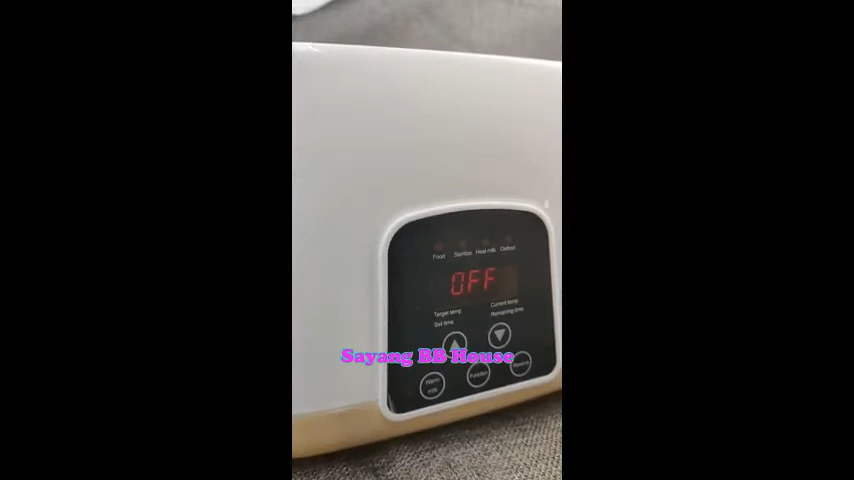 Food Sterilize Heat milk Defrost
OFF
Target temp Current temp
Set time Remaining time
Sayang BB House
Warm milk Function Reserve